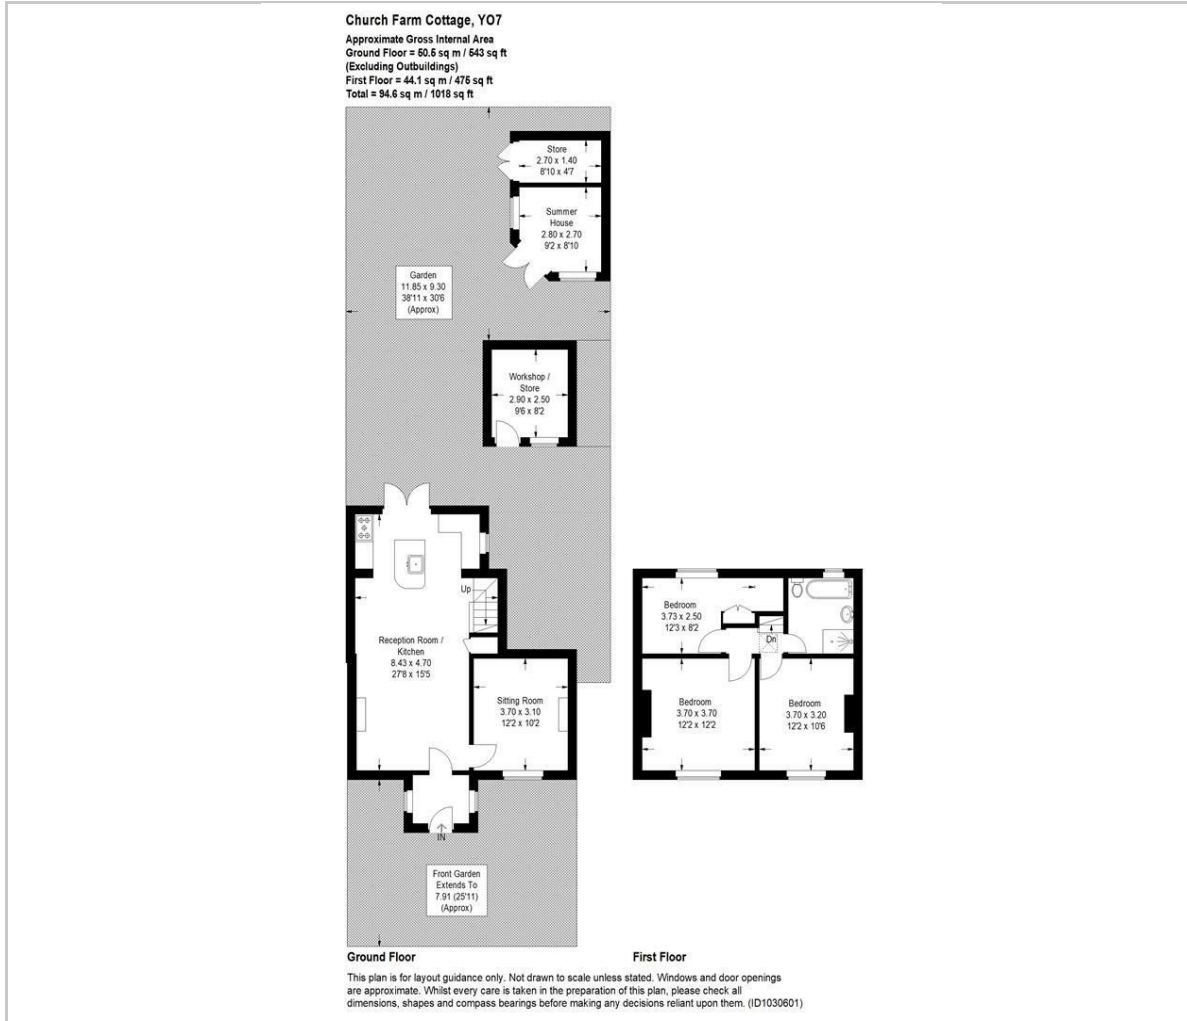 Church Farm Cottage, YO7
Approximate Gross Internal Area
Ground Floor = 50.5 sq m / 543 sq ft
(Excluding Outbuildings)
First Floor = 44.1 sq m / 475 sq ft
Total = 94.6 sq m / 1018 sq ft
Store
2.70 x 1.40
8'10 x 4'7
Summer
House
2.80 x 2.70
9'2 x 8'10
Garden
11.85 x 9.30
38'11 x 30'6
(Approx)
Workshop /
Store
2.90 x 2.50
9'6 x 8'2
Up
Reception Room /
Kitchen
8.43 x 4.70
27'8 x 15'5
Sitting Room
3.70 x 3.10
12'2 x 10'2
IN
Front Garden
Extends To
7.91 (25'11)
(Approx)
Bedroom
3.73 x 2.50
12'3 x 8'2
Dn
Bedroom
3.70 x 3.70
12'2 x 12'2
Bedroom
3.70 x 3.20
12'2 x 10'6
Ground Floor
First Floor
This plan is for layout guidance only. Not drawn to scale unless stated. Windows and door openings
are approximate. Whilst every care is taken in the preparation of this plan, please check all
dimensions, shapes and compass bearings before making any decisions reliant upon them. (ID1030601)